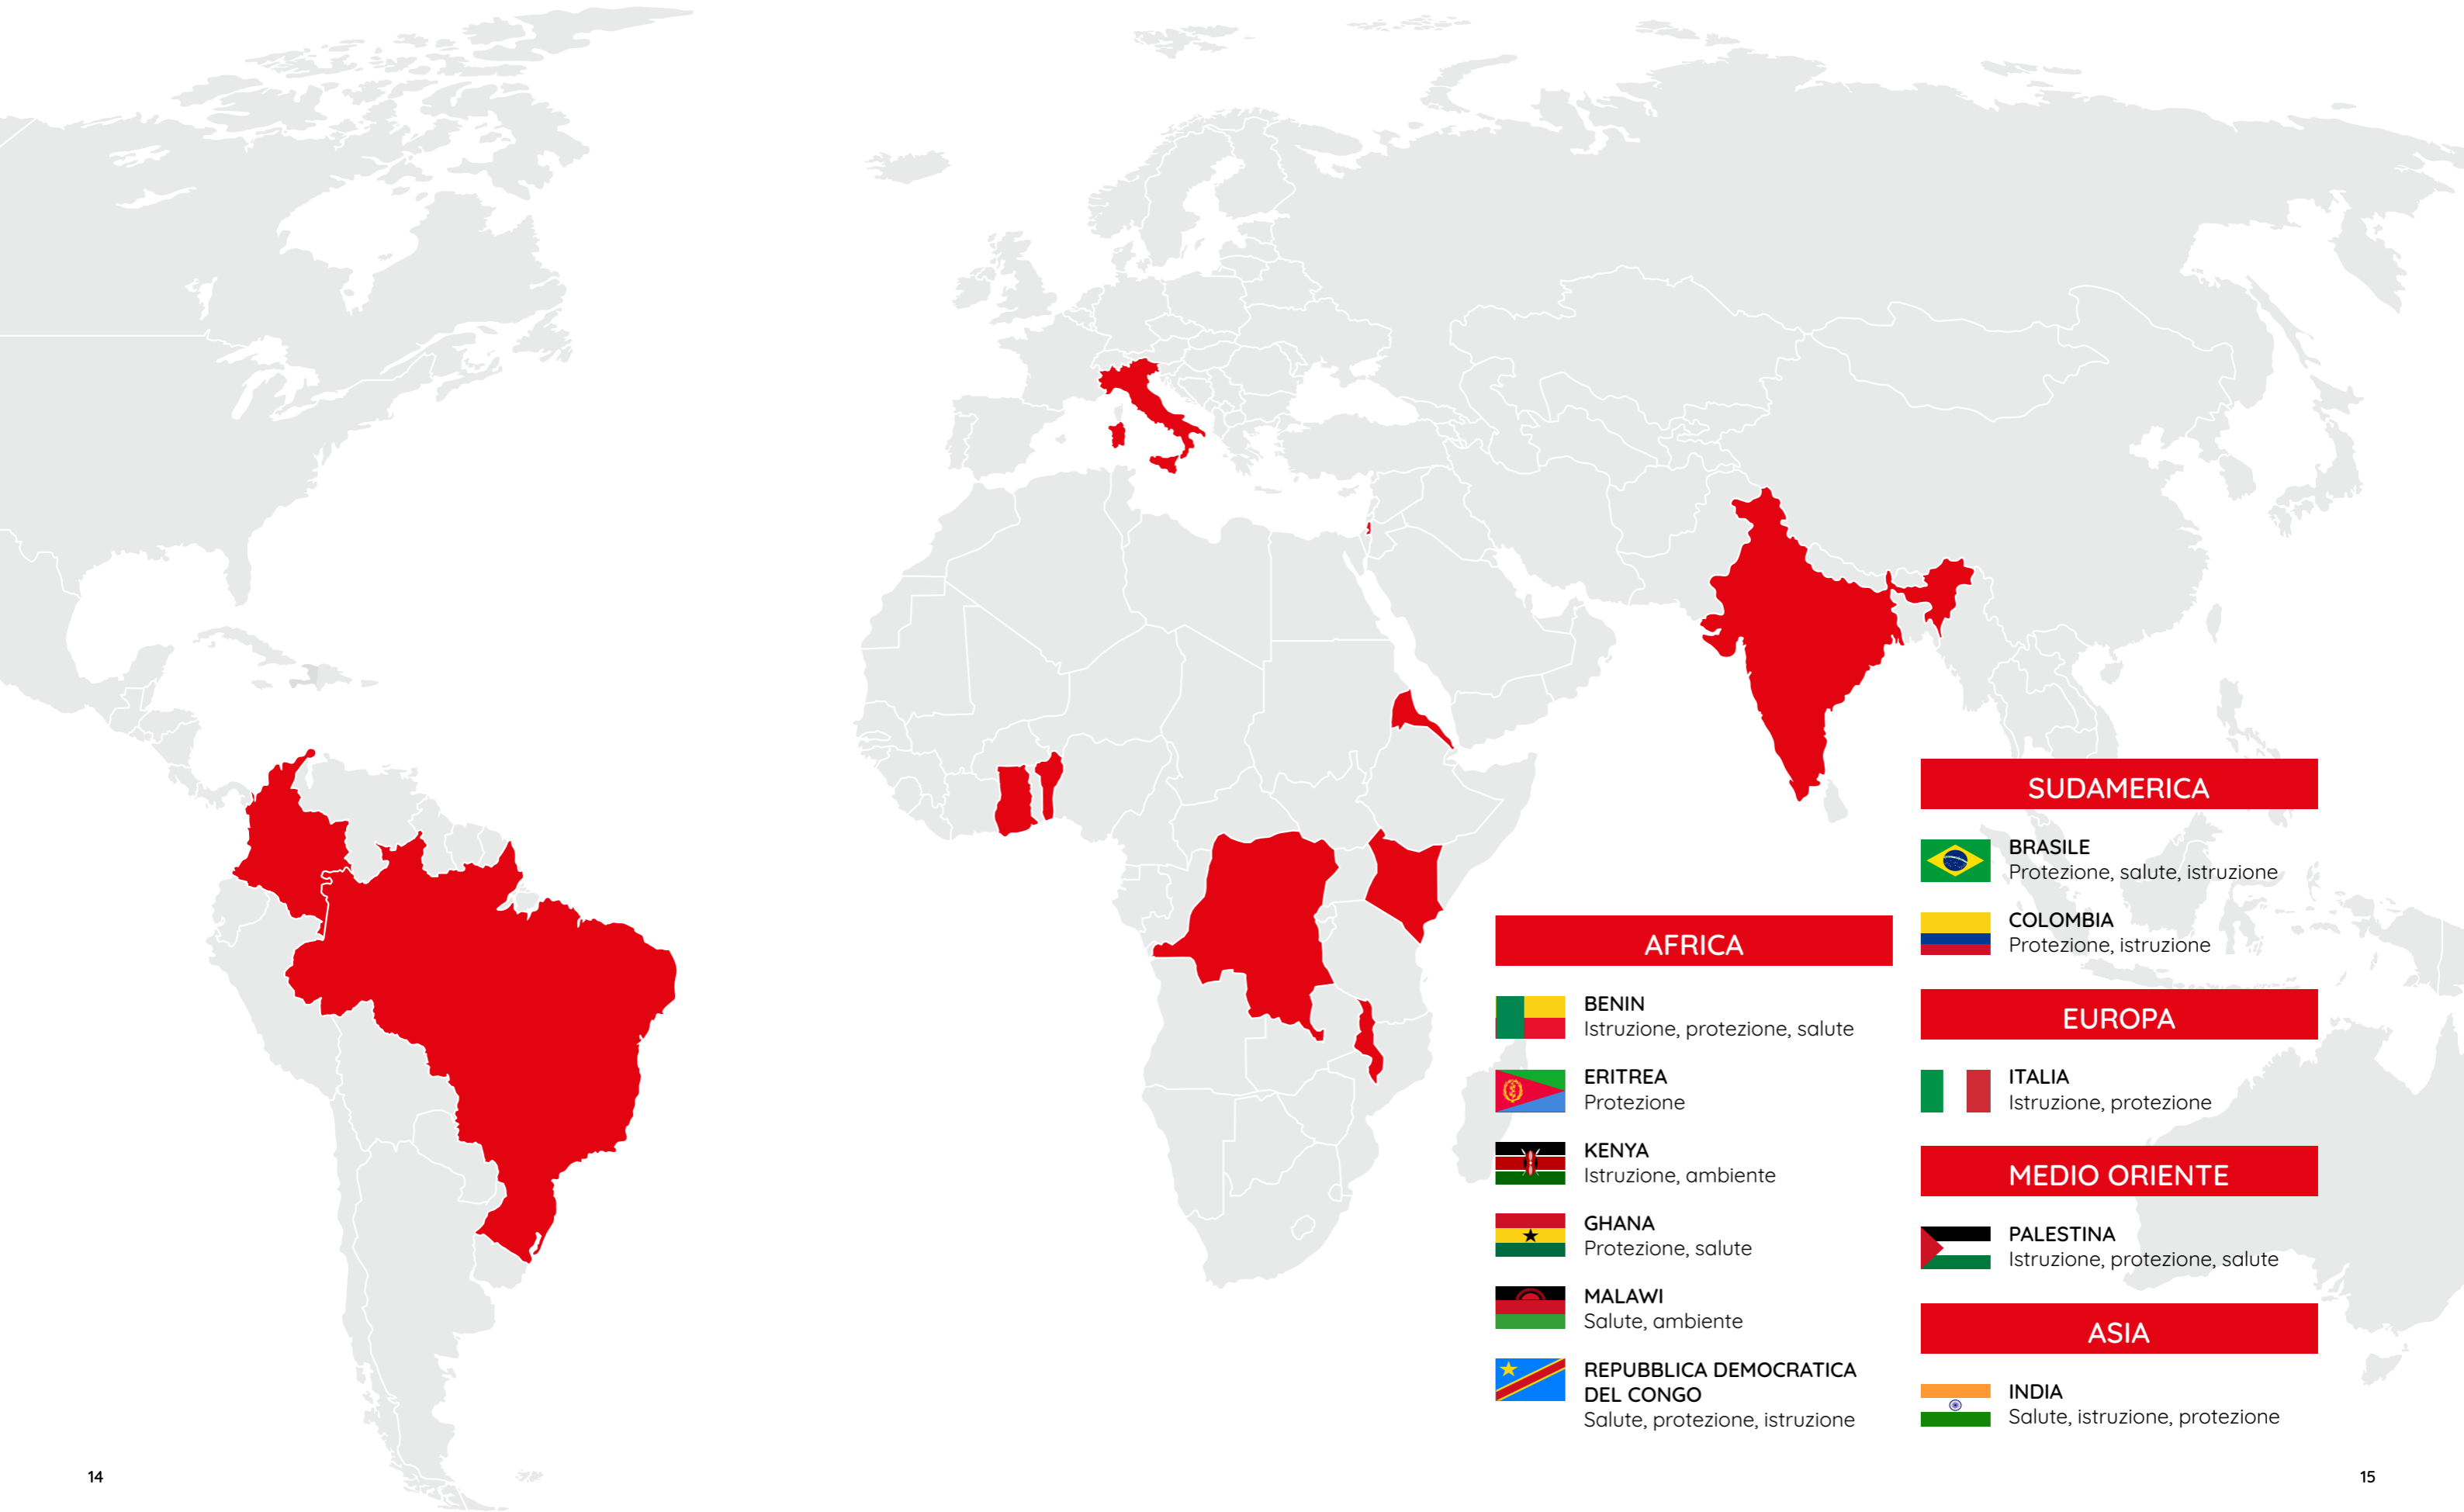 AFRICA
BENIN
Istruzione, protezione, salute
ERITREA
Protezione
KENYA
Istruzione, ambiente
GHANA
Protezione, salute
MALAWI
Salute, ambiente
REPUBBLICA DEMOCRATICA
DEL CONGO
Salute, protezione, istruzione
SUDAMERICA
BRASILE
Protezione, salute, istruzione
COLOMBIA
Protezione, istruzione
EUROPA
ITALIA
Istruzione, protezione
MEDIO ORIENTE
PALESTINA
Istruzione, protezione, salute
ASIA
INDIA
Salute, istruzione, protezione
14
15